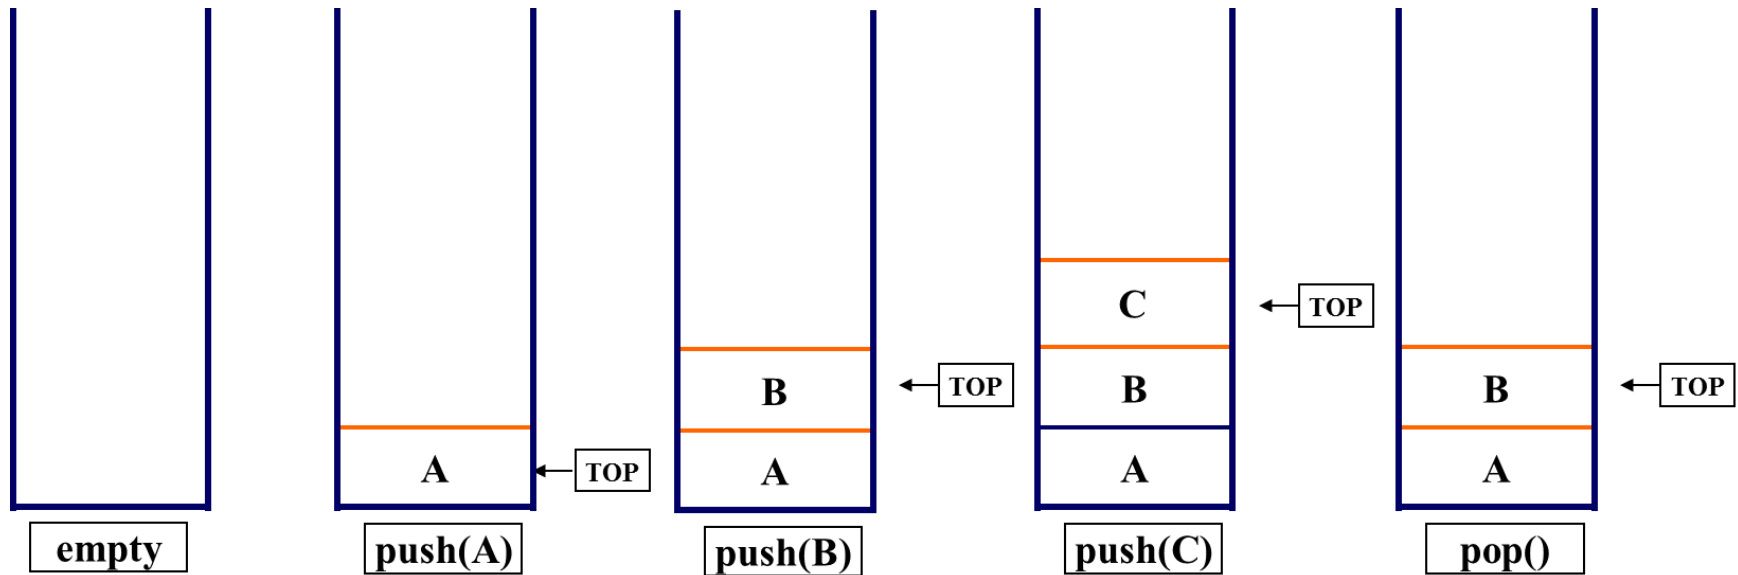 A
TOP
B
A
TOP
C
B
A
TOP
B
A
TOP
empty
push(A)
push(B)
push(C)
pop()